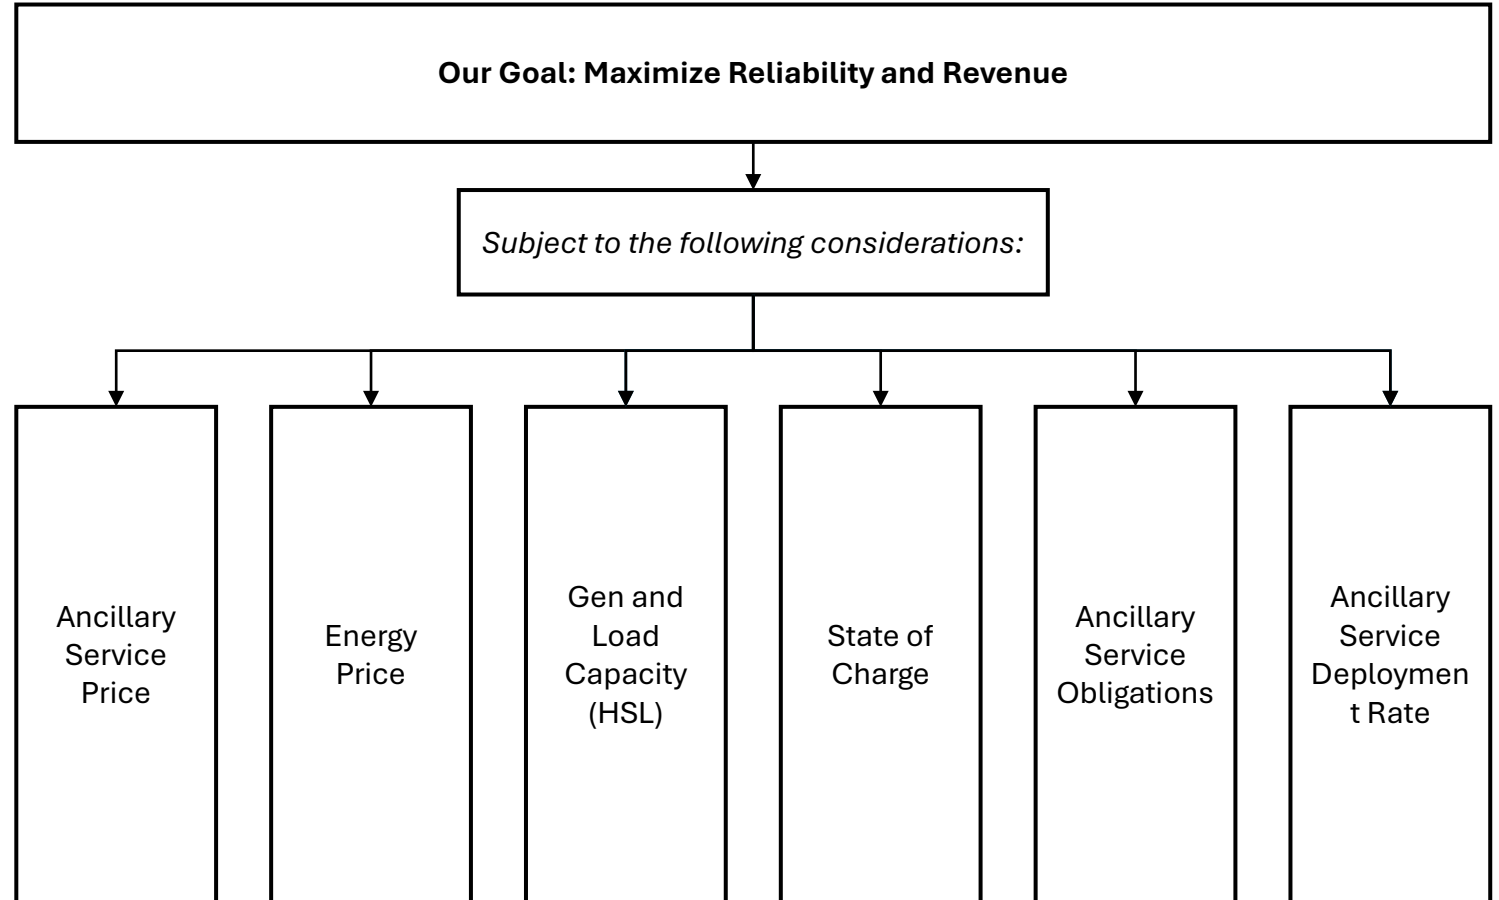 Our Goal: Maximize Reliability and Revenue
Subject to the following considerations:
Ancillary
Service
Price
Energy
Price
Gen and
Load
Capacity
(HSL)
State of
Charge
Ancillary
Service
Obligations
Ancillary
Service
Deploymen
t Rate